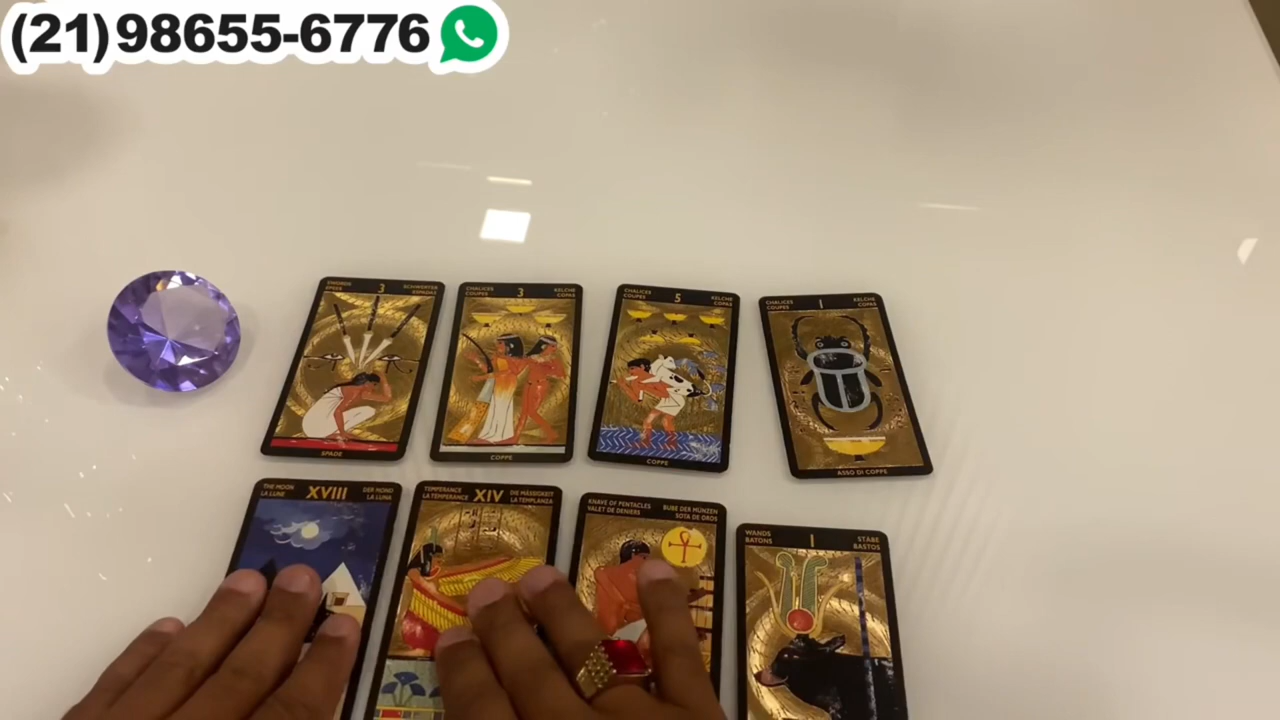 (21)98655-6776
SWORDS
EPEES
3
SCHWERTER
ESPADAS
SPADE
CHALICES
COUPES
3
KELCHE
COPAS
COPPE
CHALICES
COUPES
5
KELCHE
COPAS
COPPE
CHALICES
COUPES
I
KELCHE
COPAS
ASSO DI COPPE
THE MOON
LA LUNE
XVIII
DER MOND
LA LUNA
TEMPERANCE
LA TEMPERANCE
XIV
DIE MÄSSIGKEIT
LA TEMPLANZA
KNAVE OF PENTACLES
VALET DE DENIERS
BUBE DER MÜNZEN
SOTA DE OROS
WANDS
BATONS
I
STÄBE
BASTOS